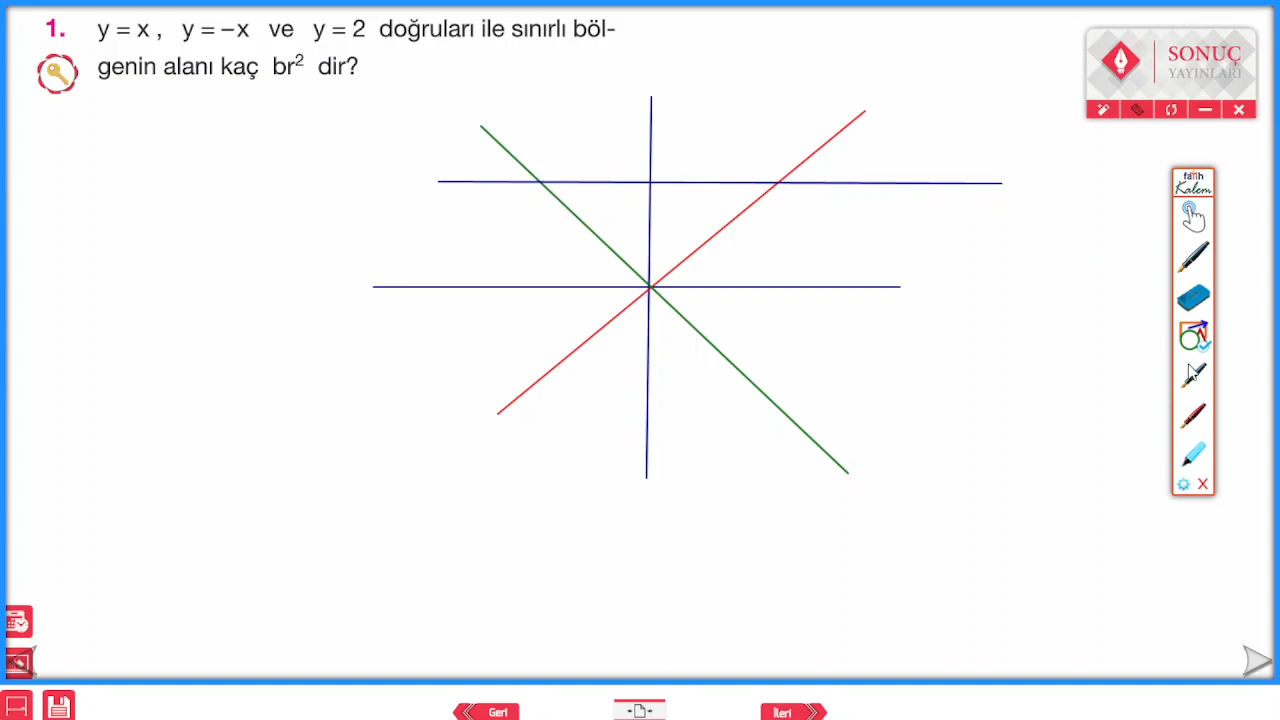 1. y = x , y = −x ve y = 2 doğruları ile sınırlı böl-
genin alanı kaç br² dir?
SONUÇ
YAYINLARI
fatih
Kalem
Geri
İleri